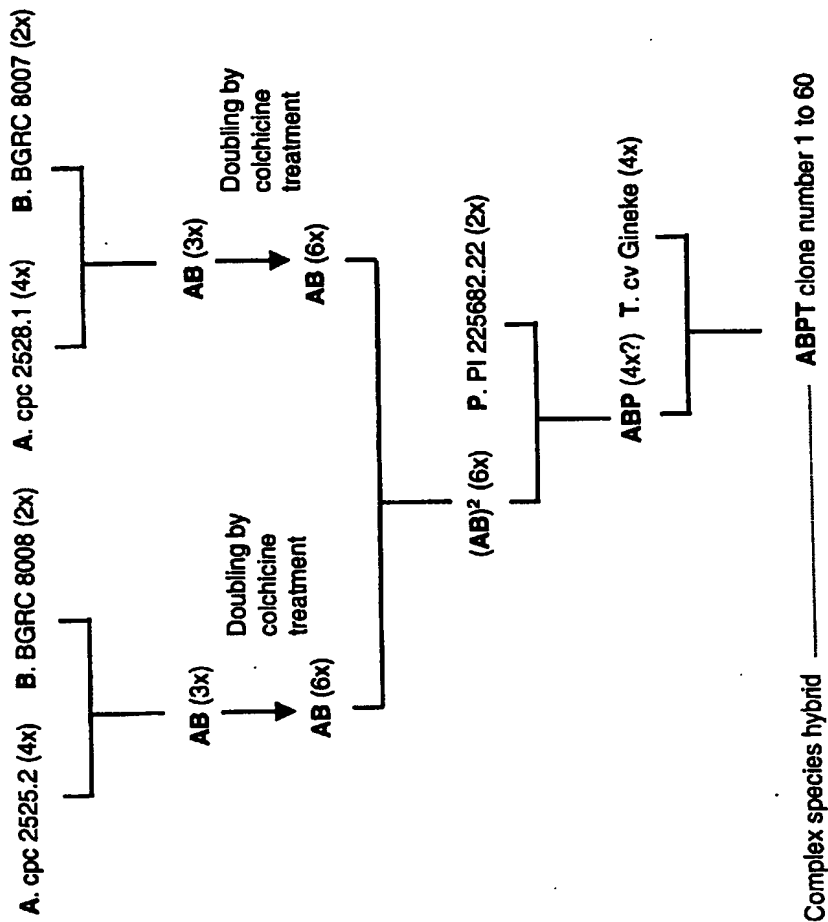 A. cpc 2525.2 (4x)
B. BGRC 8008 (2x)
A. cpc 2528.1 (4x)
B. BGRC 8007 (2x)
AB (3x)
Doubling by
colchicine
treatment
AB (3x)
Doubling by
colchicine
treatment
AB (6x)
AB (6x)
(AB)² (6x)
P. PI 225682.22 (2x)
ABP (4x?)
T. cv Gineke (4x)
Complex species hybrid
ABPT clone number 1 to 60